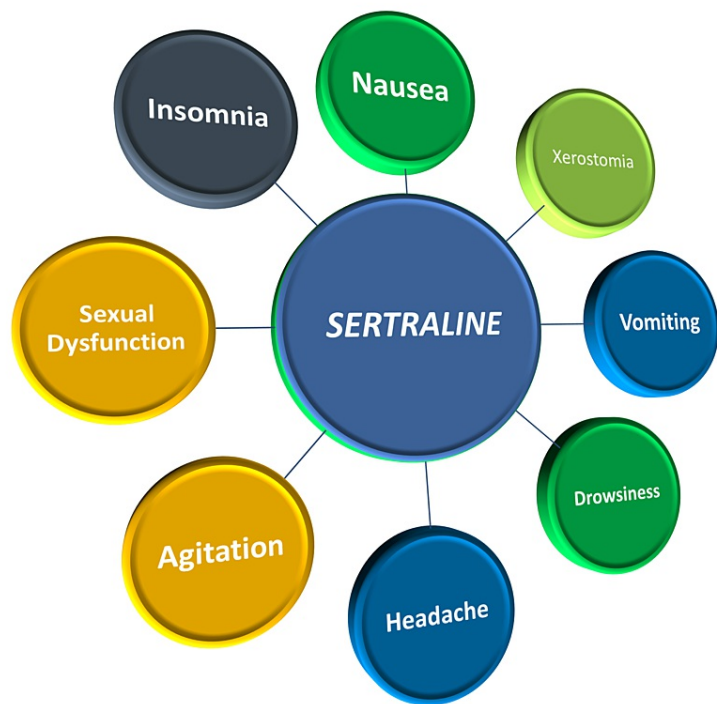 Nausea
Insomnia
Xerostomia
SERTRALINE
Vomiting
Sexual
Dysfunction
Drowsiness
Agitation
Headache